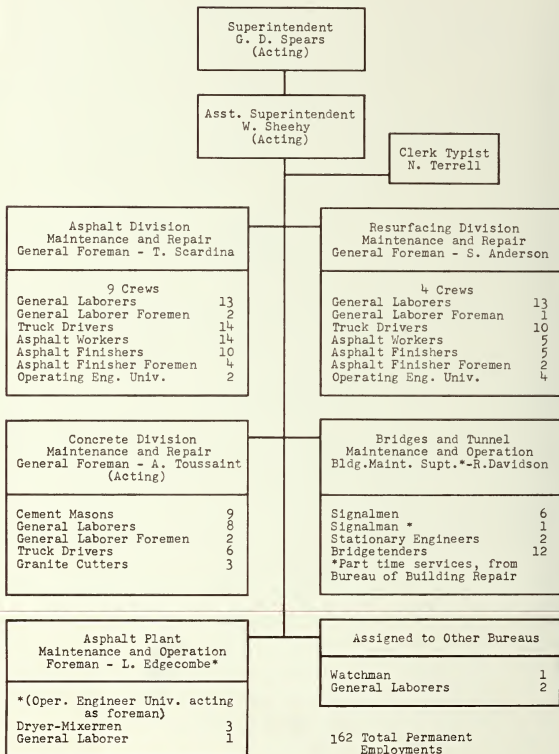 Superintendent
G. D. Spears
(Acting)
Asst. Superintendent
W. Sheehy
(Acting)
Clerk Typist
N. Terrell
Asphalt Division
Maintenance and Repair
General Foreman - T. Scardina
9 Crews
General Laborers 13
General Laborer Foremen 2
Truck Drivers 14
Asphalt Workers 14
Asphalt Finishers 10
Asphalt Finisher Foremen 4
Operating Eng. Univ. 2
Resurfacing Division
Maintenance and Repair
General Foreman - S. Anderson
4 Crews
General Laborers 13
General Laborer Foreman 1
Truck Drivers 10
Asphalt Workers 5
Asphalt Finishers 5
Asphalt Finisher Foremen 2
Operating Eng. Univ. 4
Concrete Division
Maintenance and Repair
General Foreman - A. Toussaint
(Acting)
Cement Masons 9
General Laborers 8
General Laborer Foremen 2
Truck Drivers 6
Granite Cutters 3
Bridges and Tunnel
Maintenance and Operation
Bldg.Maint. Supt.*-R.Davidson
Signalmen 6
Signalman * 1
Stationary Engineers 2
Bridgetenders 12
*Part time services, from
Bureau of Building Repair
Asphalt Plant
Maintenance and Operation
Foreman - L. Edgecombe*
*(Oper. Engineer Univ. acting
as foreman)
Dryer-Mixermen 3
General Laborer 1
Assigned to Other Bureaus
Watchman 1
General Laborers 2
162 Total Permanent
Employments